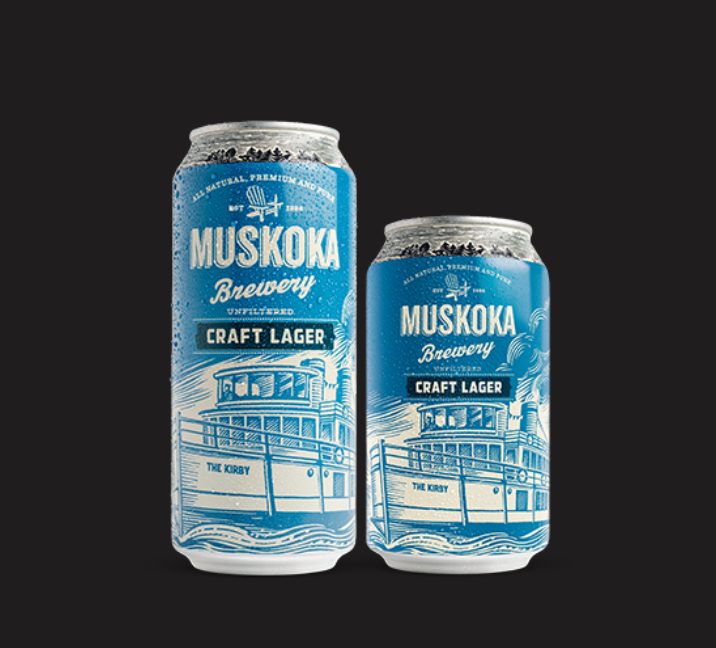 ALL NATURAL, PREMIUM AND PURE
EST 1996
MUSKOKA
Brewery
UNFILTERED
CRAFT LAGER
THE KIRBY
ALL NATURAL, PREMIUM AND PURE
EST 1996
MUSKOKA
Brewery
UNFILTERED
CRAFT LAGER
THE KIRBY